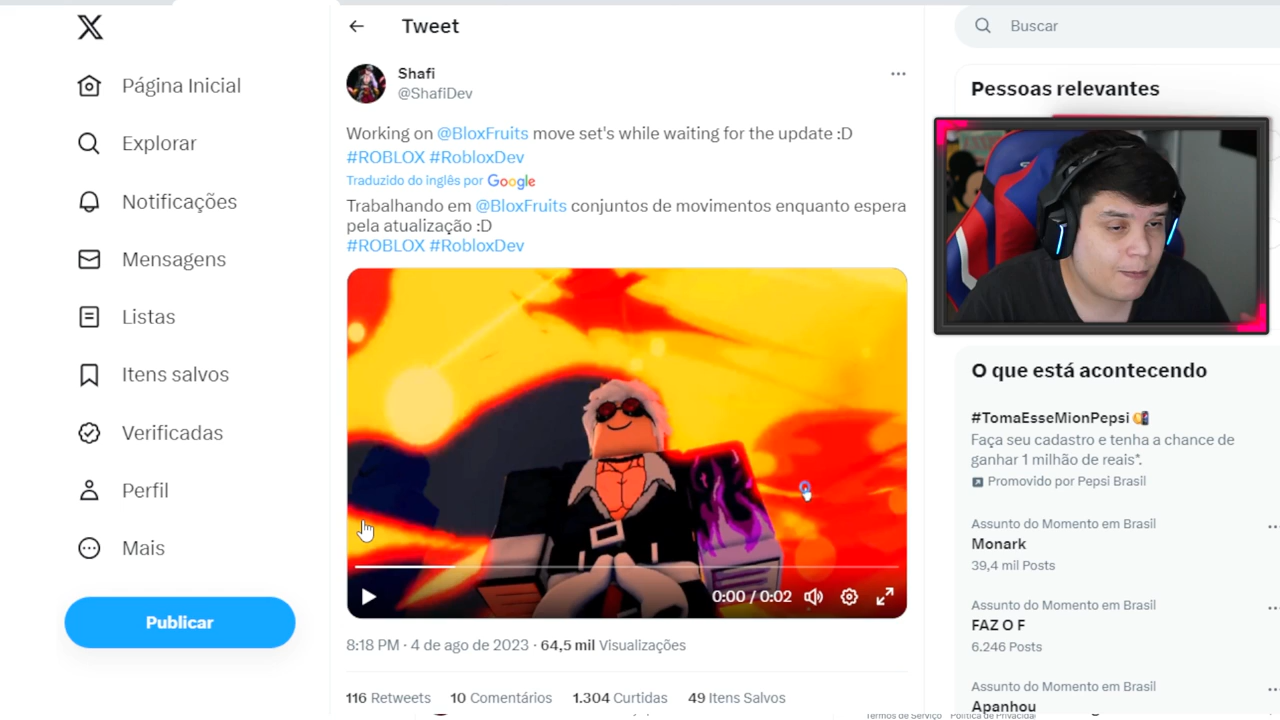 Página Inicial
Explorar
Notificações
Mensagens
Listas
Itens salvos
Verificadas
Perfil
Mais
Publicar
Tweet
Shafi
@ShafiDev
Working on @BloxFruits move set's while waiting for the update :D
#ROBLOX #RobloxDev
Traduzido do inglês por Google
Trabalhando em @BloxFruits conjuntos de movimentos enquanto espera
pela atualização :D
#ROBLOX #RobloxDev
0:00 / 0:02
8:18 PM · 4 de ago de 2023 · 64,5 mil Visualizações
116 Retweets 10 Comentários 1.304 Curtidas 49 Itens Salvos
Buscar
Pessoas relevantes
O que está acontecendo
#TomaEsseMionPepsi
Faça seu cadastro e tenha a chance de
ganhar 1 milhão de reais*.
Promovido por Pepsi Brasil
Assunto do Momento em Brasil
Monark
39,4 mil Posts
Assunto do Momento em Brasil
FAZ O F
6.246 Posts
Assunto do Momento em Brasil
Apanhou
Termos de Serviço Política de Privacidade